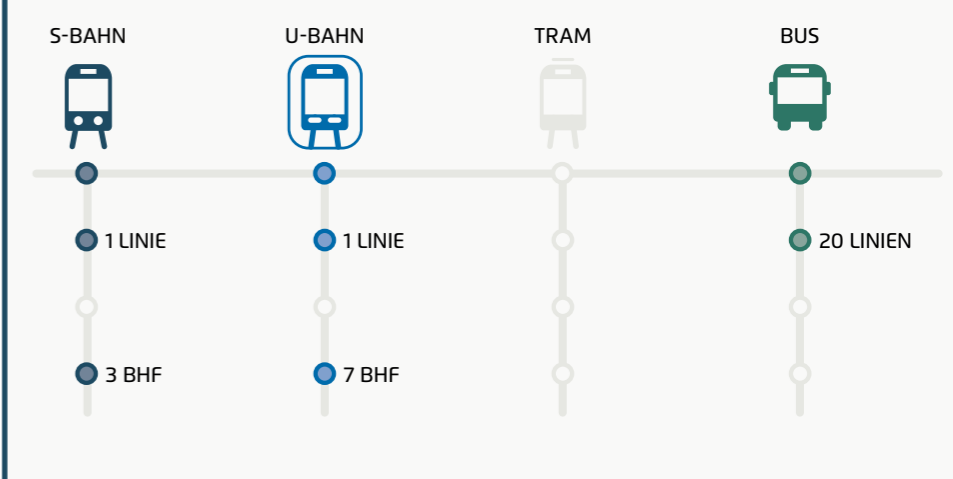 S-BAHN
U-BAHN
TRAM
BUS
1 LINIE
1 LINIE
20 LINIEN
3 BHF
7 BHF